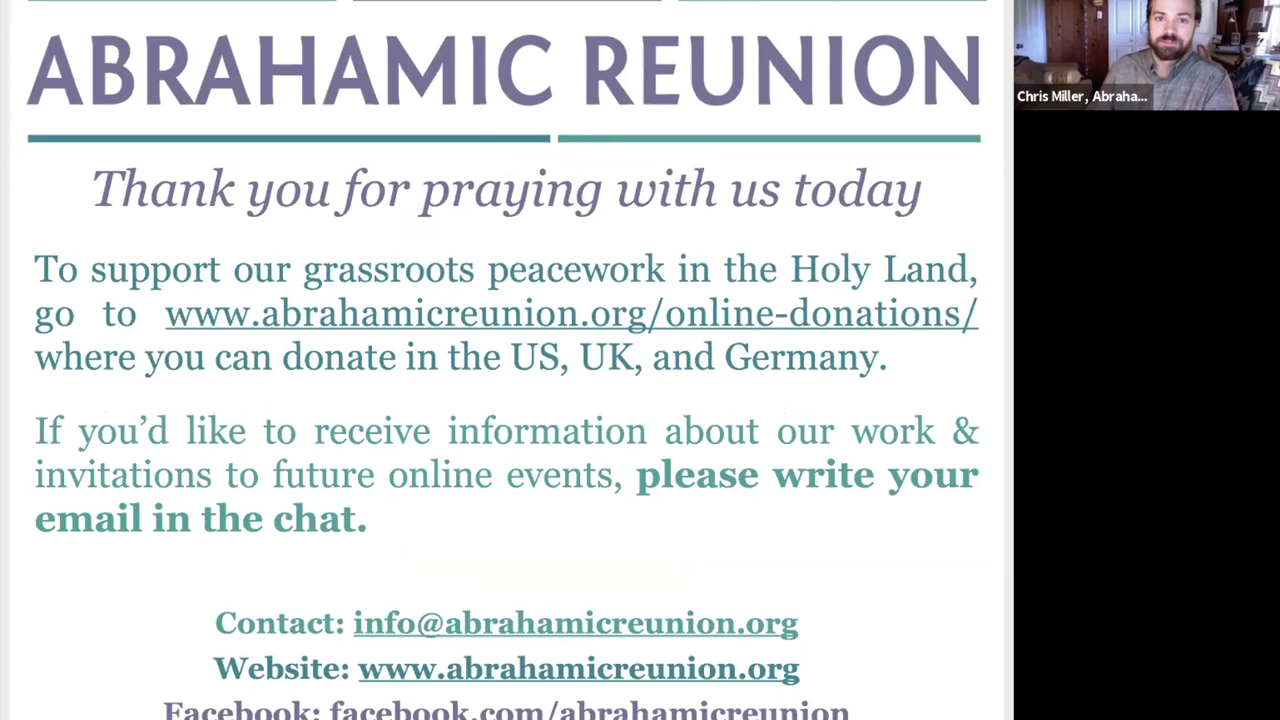 ABRAHAMIC REUNION
Thank you for praying with us today
To support our grassroots peacework in the Holy Land,
go to www.abrahamicreunion.org/online-donations/
where you can donate in the US, UK, and Germany.
If you’d like to receive information about our work &
invitations to future online events, please write your
email in the chat.
Contact: info@abrahamicreunion.org
Website: www.abrahamicreunion.org
Facebook: facebook.com/abrahamicreunion
Chris Miller, Abraha...